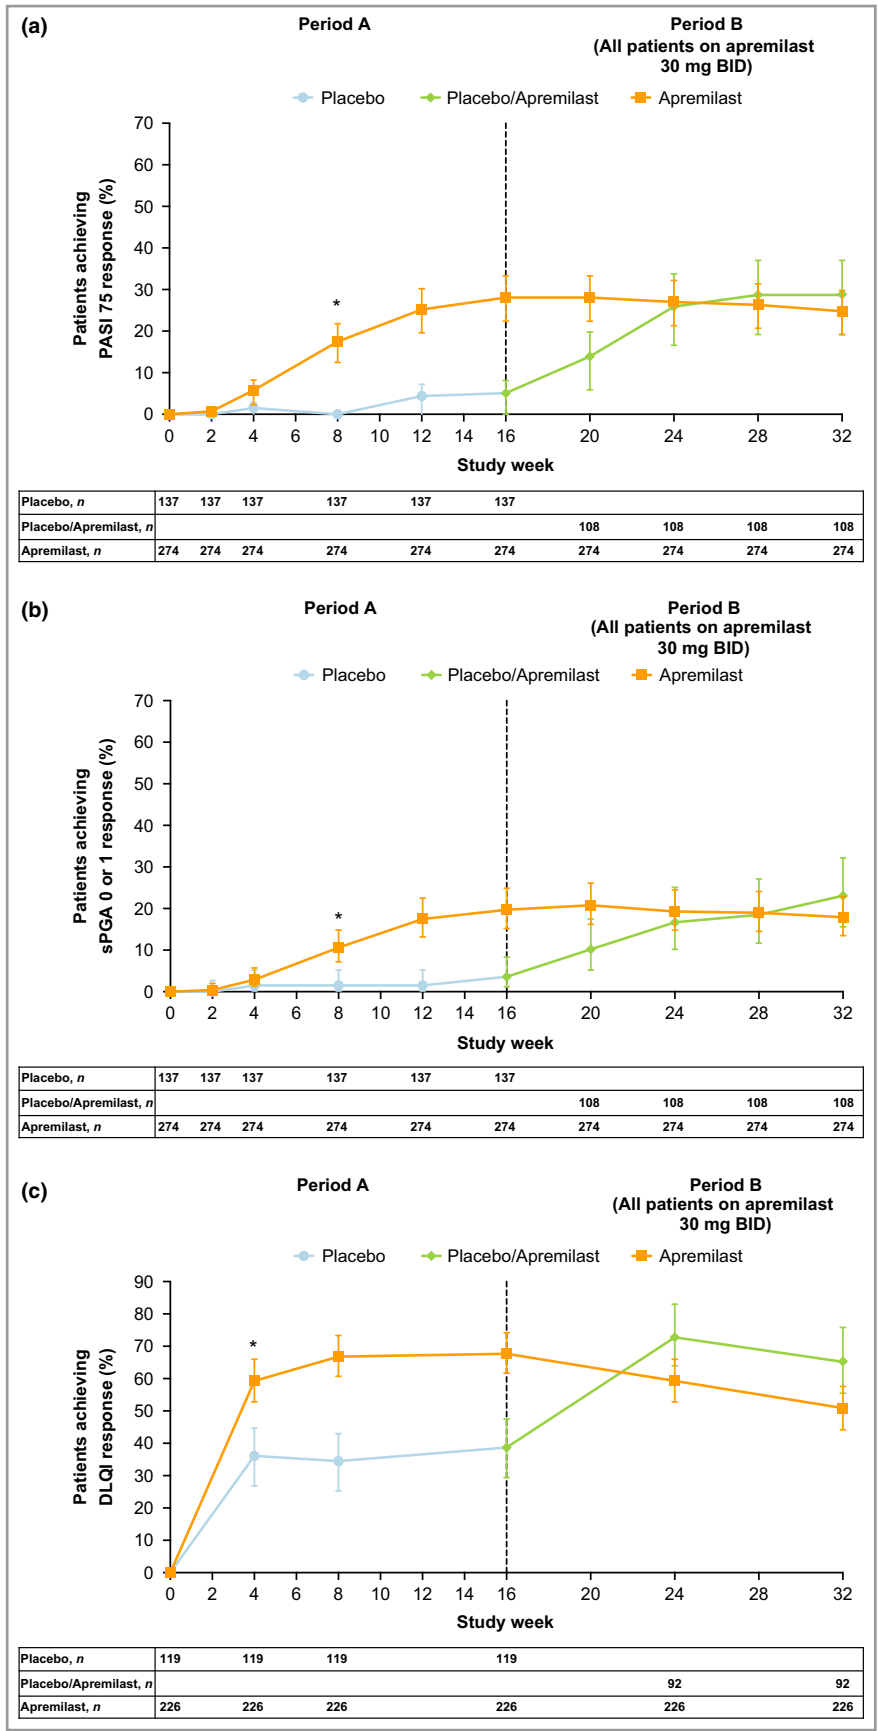 (a)
Period A
Period B
(All patients on apremilast
30 mg BID)
Placebo
Placebo/Apremilast
Apremilast
Patients achieving
PASI 75 response (%)
70
60
50
40
30
20
10
0
*
0 2 4 6 8 10 12 14 16 20 24 28 32
Study week
Placebo, n 137 137 137 137 137 137
Placebo/Apremilast, n 108 108 108 108
Apremilast, n 274 274 274 274 274 274 274 274 274 274
(b)
Period A
Period B
(All patients on apremilast
30 mg BID)
Placebo
Placebo/Apremilast
Apremilast
Patients achieving
sPGA 0 or 1 response (%)
70
60
50
40
30
20
10
0
*
0 2 4 6 8 10 12 14 16 20 24 28 32
Study week
Placebo, n 137 137 137 137 137 137
Placebo/Apremilast, n 108 108 108 108
Apremilast, n 274 274 274 274 274 274 274 274 274 274
(c)
Period A
Period B
(All patients on apremilast
30 mg BID)
Placebo
Placebo/Apremilast
Apremilast
Patients achieving
DLQI response (%)
90
80
70
60
50
40
30
20
10
0
*
0 2 4 6 8 10 12 14 16 20 24 28 32
Study week
Placebo, n 119 119 119 119
Placebo/Apremilast, n 92 92
Apremilast, n 226 226 226 226 226 226